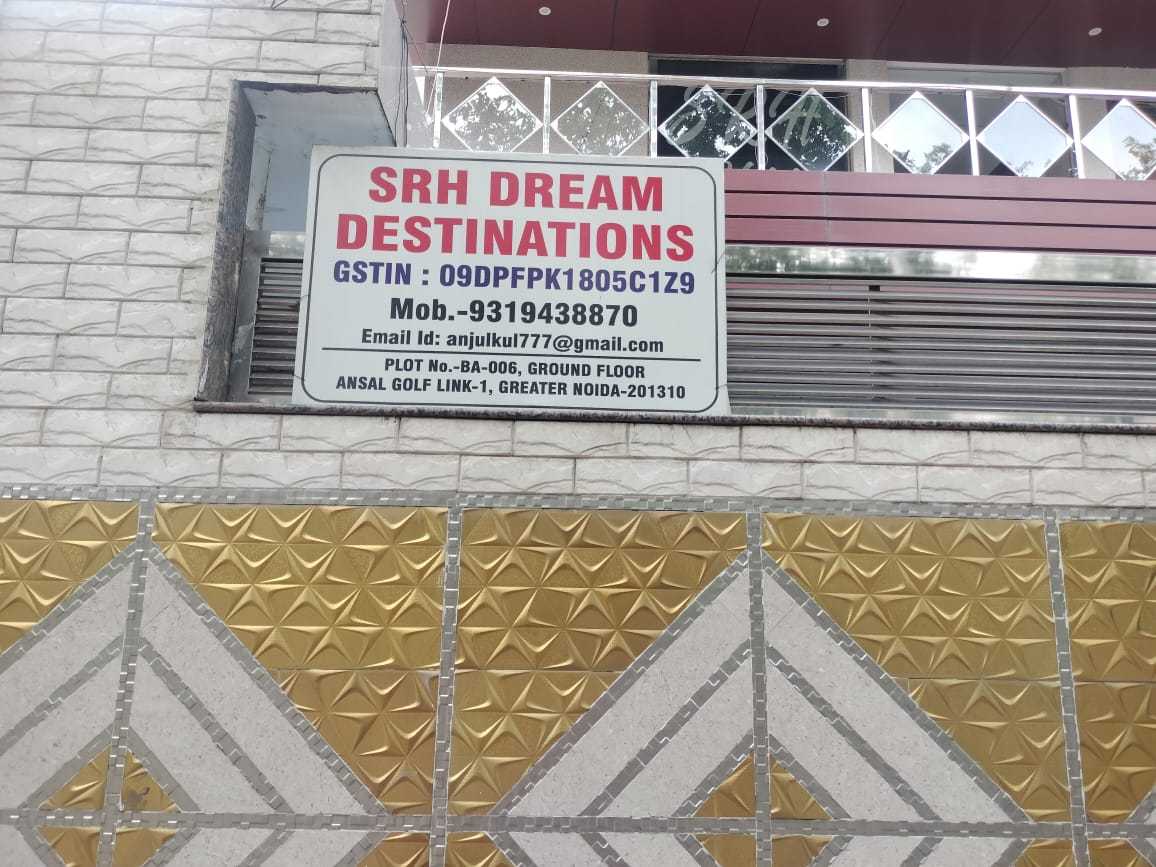 SRH DREAM
DESTINATIONS
GSTIN : 09DPFPK1805C1Z9
Mob.-9319438870
Email Id: anjulkul777@gmail.com
PLOT No.-BA-006, GROUND FLOOR
ANSAL GOLF LINK-1, GREATER NOIDA-201310